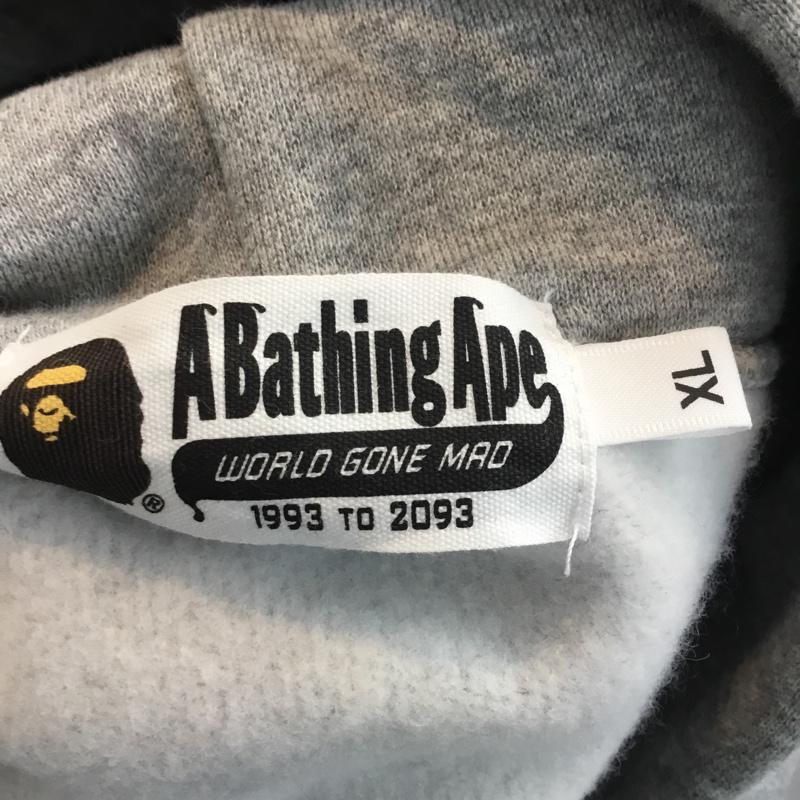 A Bathing Ape
WORLD GONE MAD
1993 TO 2093
®
XL